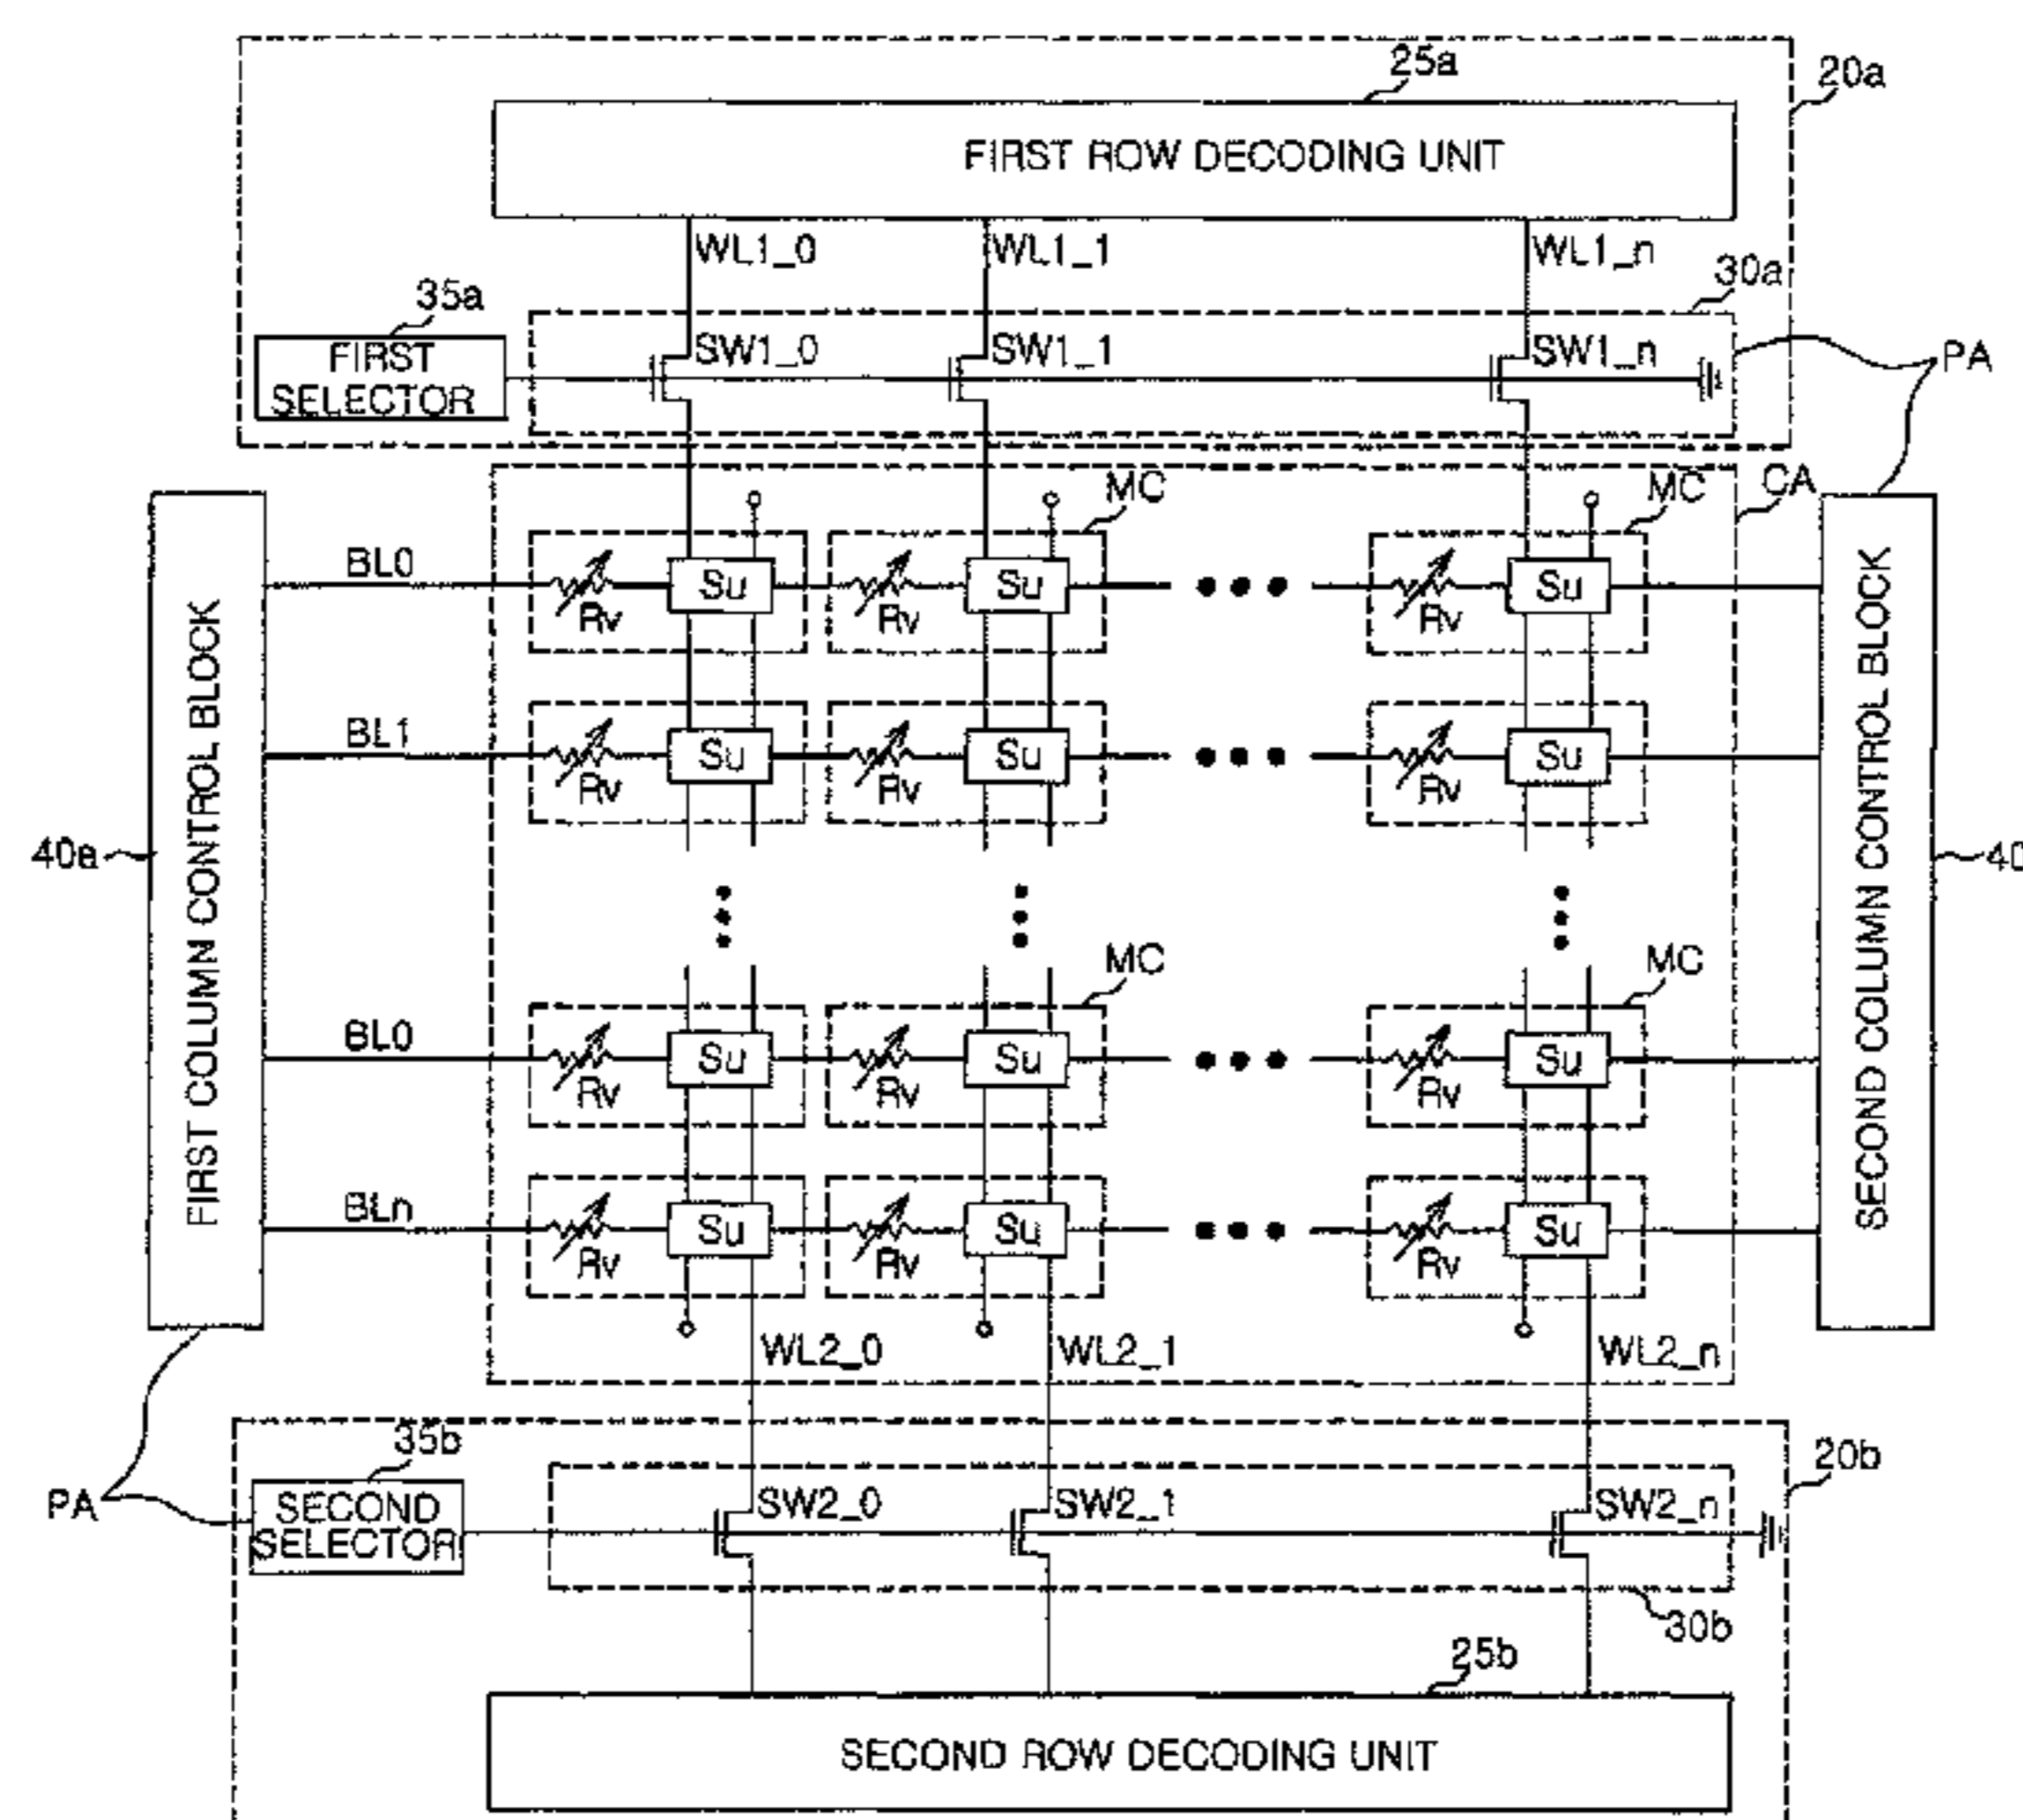 25a
20a
FIRST ROW DECODING UNIT
WL1_0 WL1_1 WL1_n
30a
35a
FIRST
SELECTOR
SW1_0 SW1_1 SW1_n
PA
MC MC CA
BL0 Su Su Su
Rv Rv Rv
BL1 Su Su Su
Rv Rv Rv
40a
FIRST COLUMN CONTROL BLOCK
SECOND COLUMN CONTROL BLOCK
40
MC MC
BL0 Su Su Su
Rv Rv Rv
BLn Su Su Su
Rv Rv Rv
WL2_0 WL2_1 WL2_n
35b
20b
PA
SECOND
SELECTOR
SW2_0 SW2_1 SW2_n
30b
25b
SECOND ROW DECODING UNIT